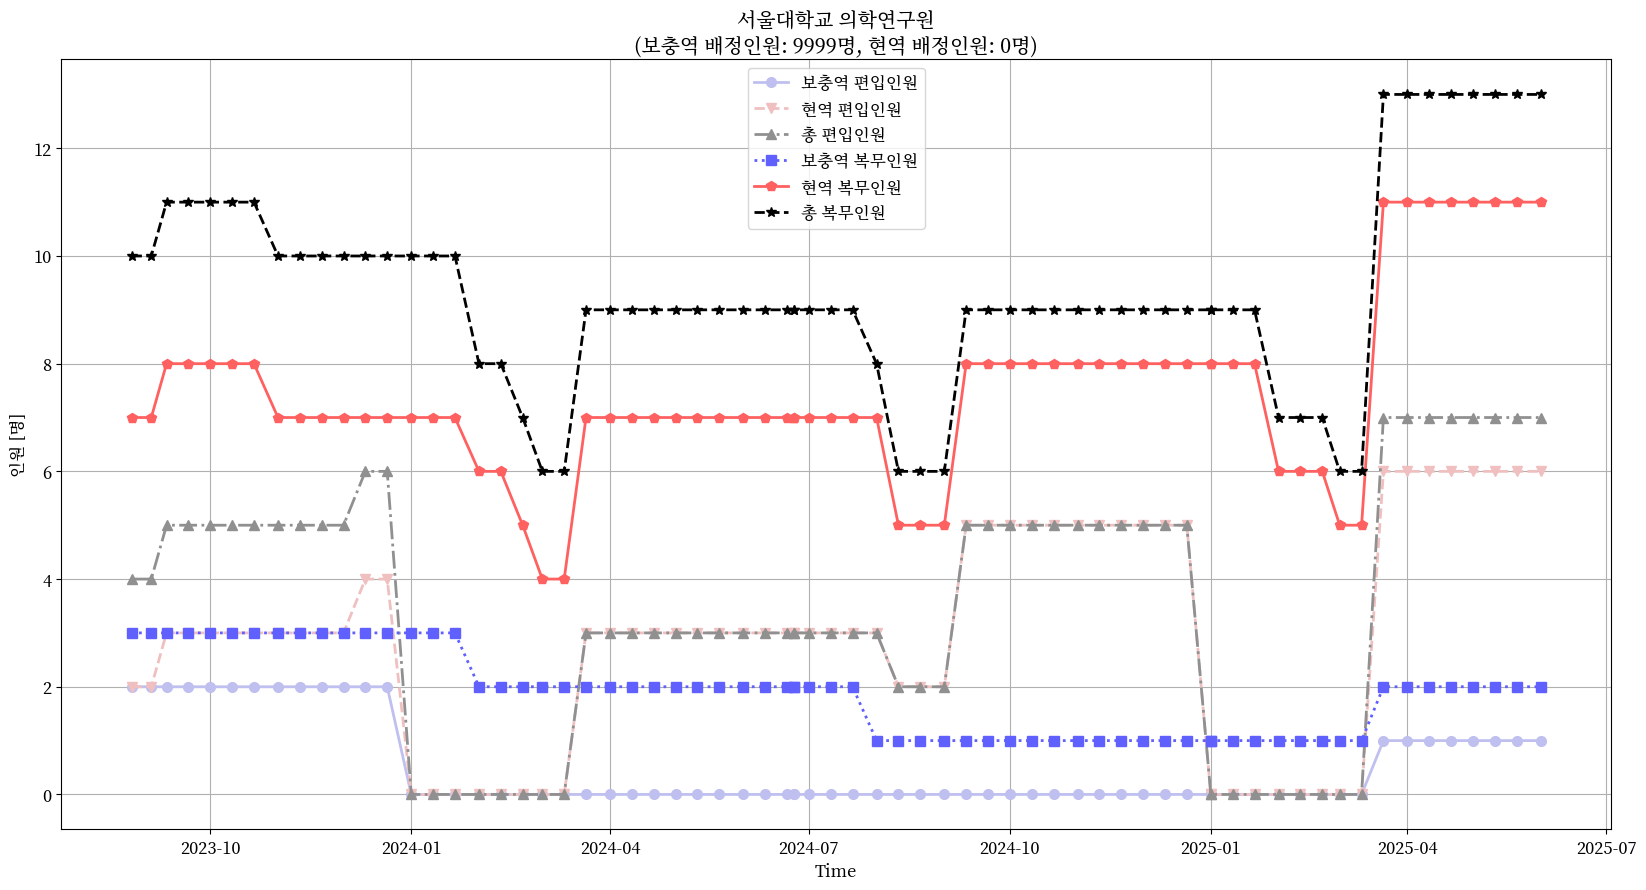 서울대학교 의학연구원
(보충역 배정인원: 9999명, 현역 배정인원: 0명)
보충역 편입인원
현역 편입인원
총 편입인원
보충역 복무인원
현역 복무인원
총 복무인원
인원 [명]
12
10
8
6
4
2
0
2023-10
2024-01
2024-04
2024-07
2024-10
2025-01
2025-04
2025-07
Time